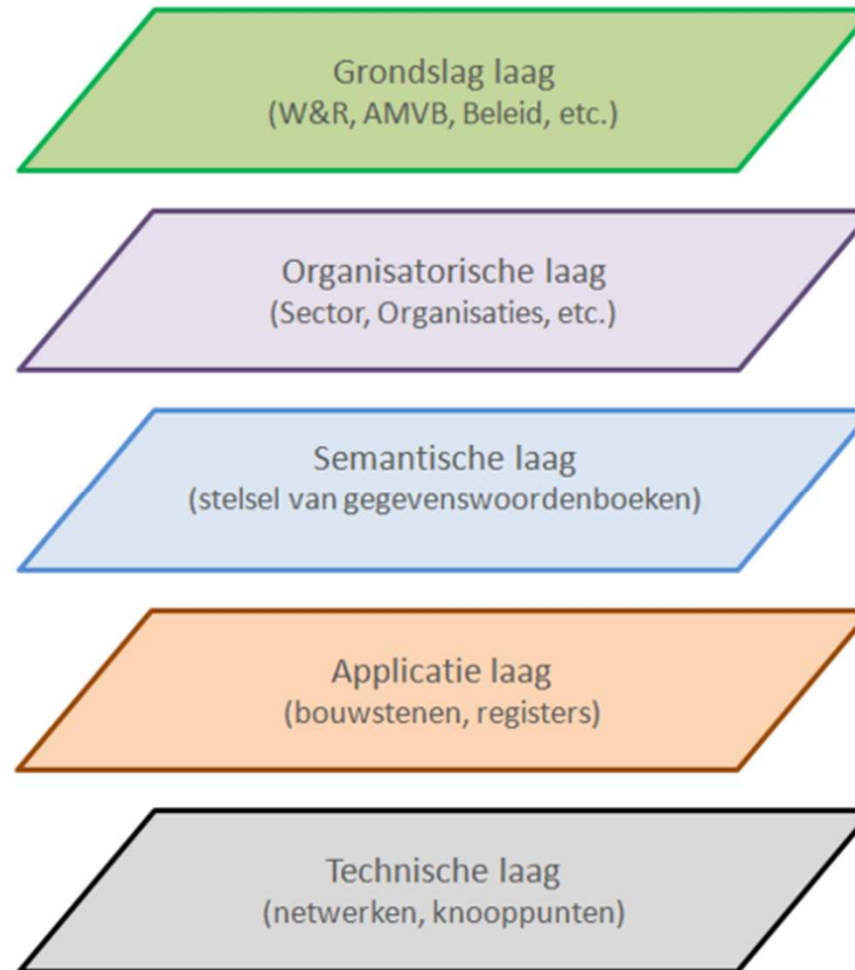 Grondslag laag
(W&R, AMVB, Beleid, etc.)
Organisatorische laag
(Sector, Organisaties, etc.)
Semantische laag
(stelsel van gegevenswoordenboeken)
Applicatie laag
(bouwstenen, registers)
Technische laag
(netwerken, knooppunten)